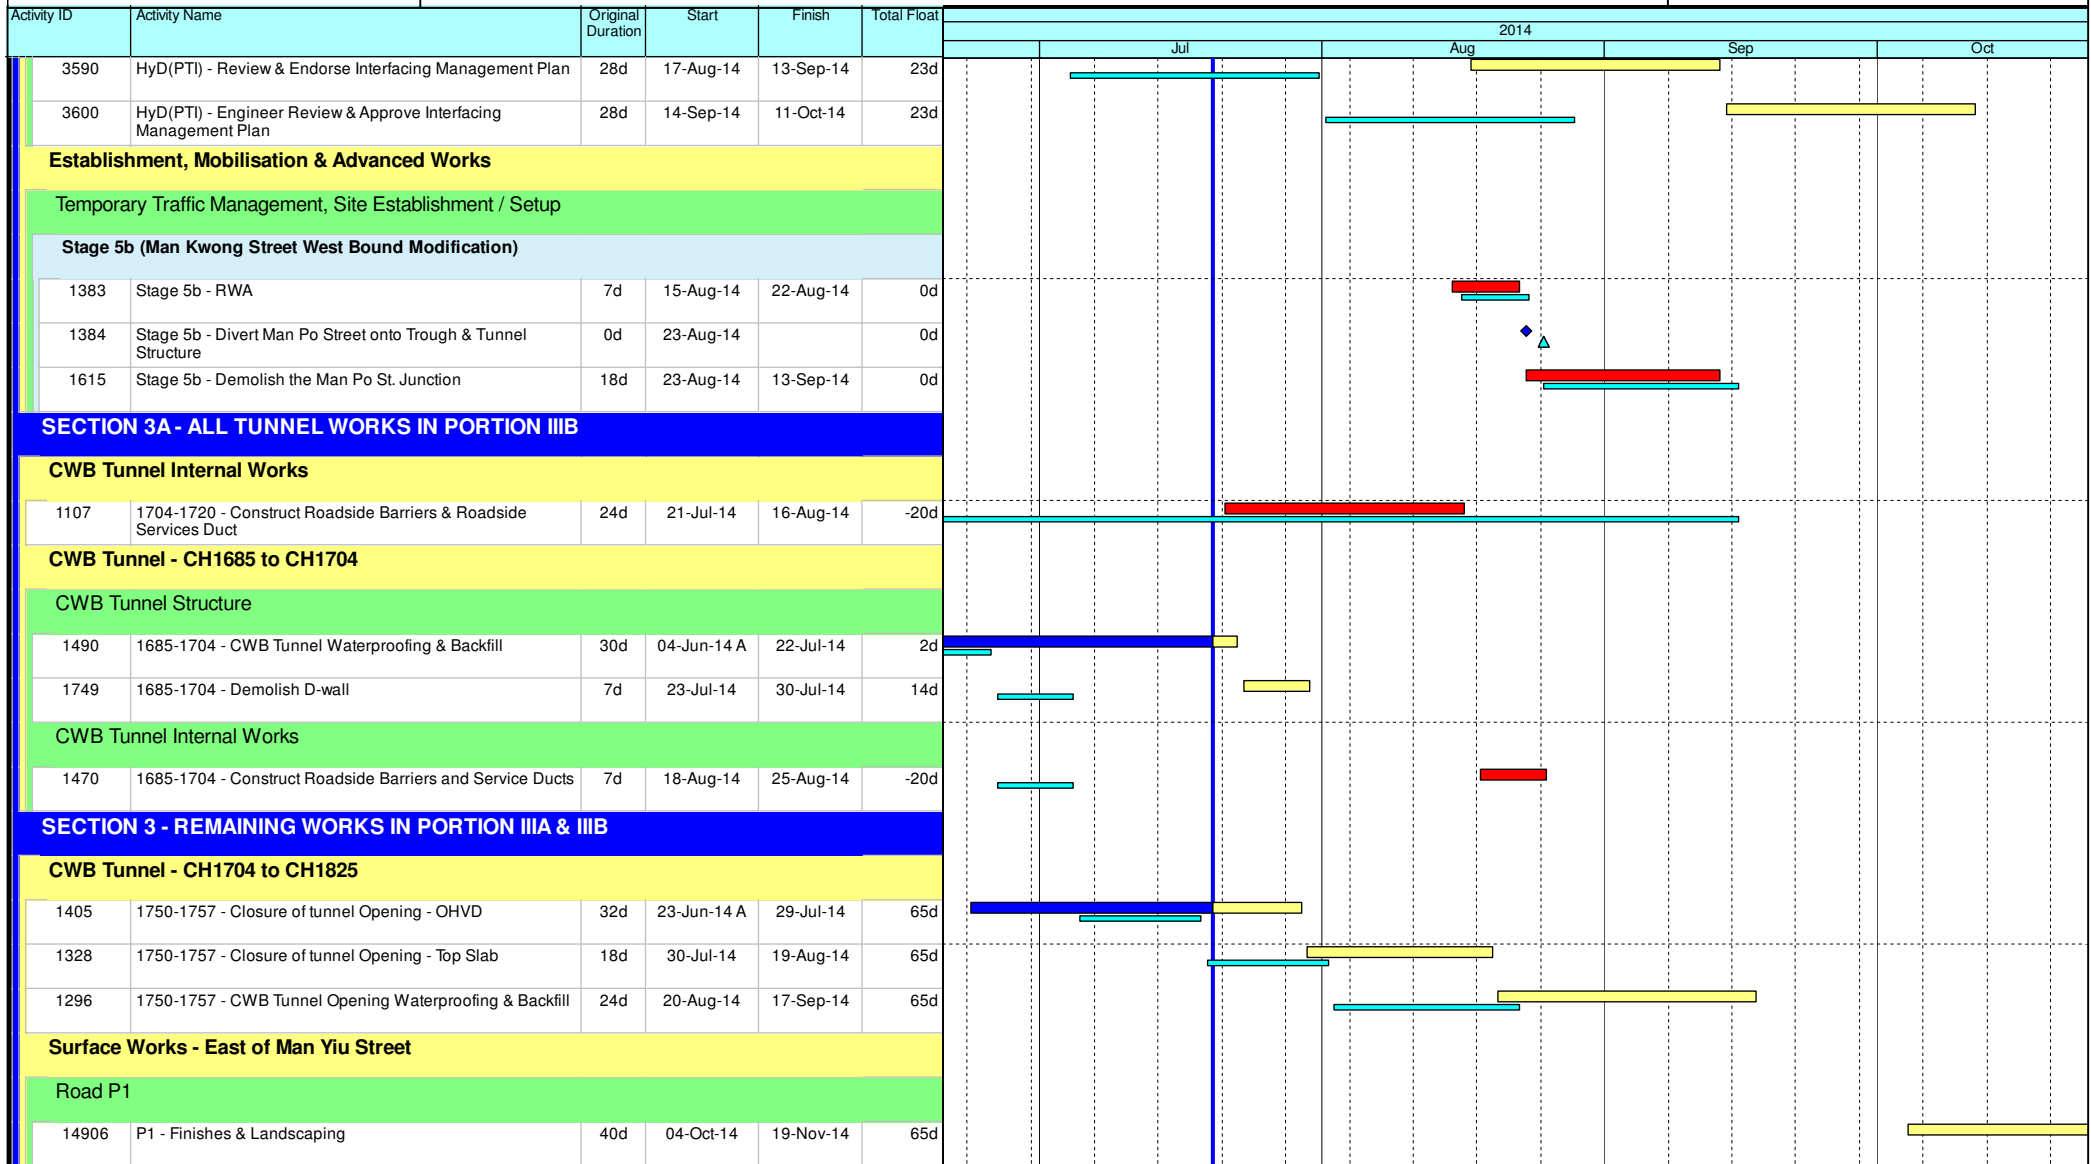 Activity ID Activity Name Original Duration Start Finish Total Float
2014
Jul Aug Sep Oct
3590 HyD(PTI) - Review & Endorse Interfacing Management Plan 28d 17-Aug-14 13-Sep-14 23d
3600 HyD(PTI) - Engineer Review & Approve Interfacing Management Plan 28d 14-Sep-14 11-Oct-14 23d
Establishment, Mobilisation & Advanced Works
Temporary Traffic Management, Site Establishment / Setup
Stage 5b (Man Kwong Street West Bound Modification)
1383 Stage 5b - RWA 7d 15-Aug-14 22-Aug-14 0d
1384 Stage 5b - Divert Man Po Street onto Trough & Tunnel Structure 0d 23-Aug-14 0d
1615 Stage 5b - Demolish the Man Po St. Junction 18d 23-Aug-14 13-Sep-14 0d
SECTION 3A - ALL TUNNEL WORKS IN PORTION IIIB
CWB Tunnel Internal Works
1107 1704-1720 - Construct Roadside Barriers & Roadside Services Duct 24d 21-Jul-14 16-Aug-14 -20d
CWB Tunnel - CH1685 to CH1704
CWB Tunnel Structure
1490 1685-1704 - CWB Tunnel Waterproofing & Backfill 30d 04-Jun-14 A 22-Jul-14 2d
1749 1685-1704 - Demolish D-wall 7d 23-Jul-14 30-Jul-14 14d
CWB Tunnel Internal Works
1470 1685-1704 - Construct Roadside Barriers and Service Ducts 7d 18-Aug-14 25-Aug-14 -20d
SECTION 3 - REMAINING WORKS IN PORTION IIIA & IIIB
CWB Tunnel - CH1704 to CH1825
1405 1750-1757 - Closure of tunnel Opening - OHVD 32d 23-Jun-14 A 29-Jul-14 65d
1328 1750-1757 - Closure of tunnel Opening - Top Slab 18d 30-Jul-14 19-Aug-14 65d
1296 1750-1757 - CWB Tunnel Opening Waterproofing & Backfill 24d 20-Aug-14 17-Sep-14 65d
Surface Works - East of Man Yiu Street
Road P1
14906 P1 - Finishes & Landscaping 40d 04-Oct-14 19-Nov-14 65d